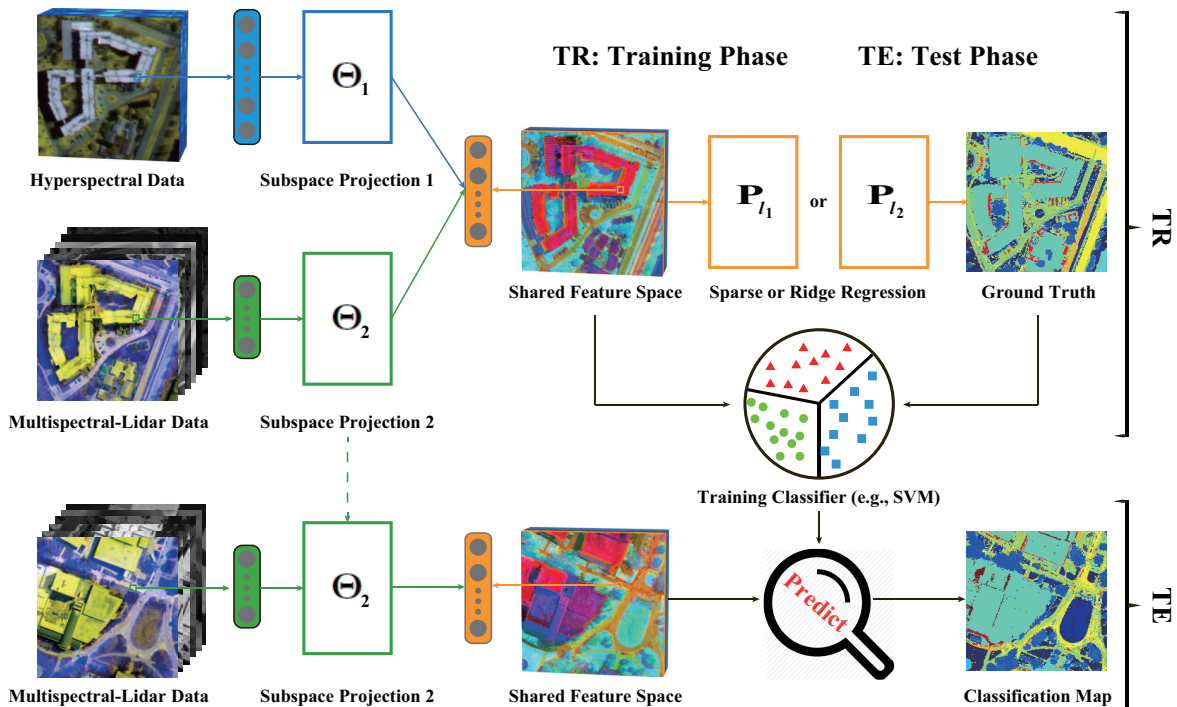 TR: Training Phase
TE: Test Phase
Θ1
Hyperspectral Data
Subspace Projection 1
Pl1
or
Pl2
TR
Shared Feature Space
Sparse or Ridge Regression
Ground Truth
Θ2
Multispectral-Lidar Data
Subspace Projection 2
Training Classifier (e.g., SVM)
Θ2
Predict
TE
Multispectral-Lidar Data
Subspace Projection 2
Shared Feature Space
Classification Map